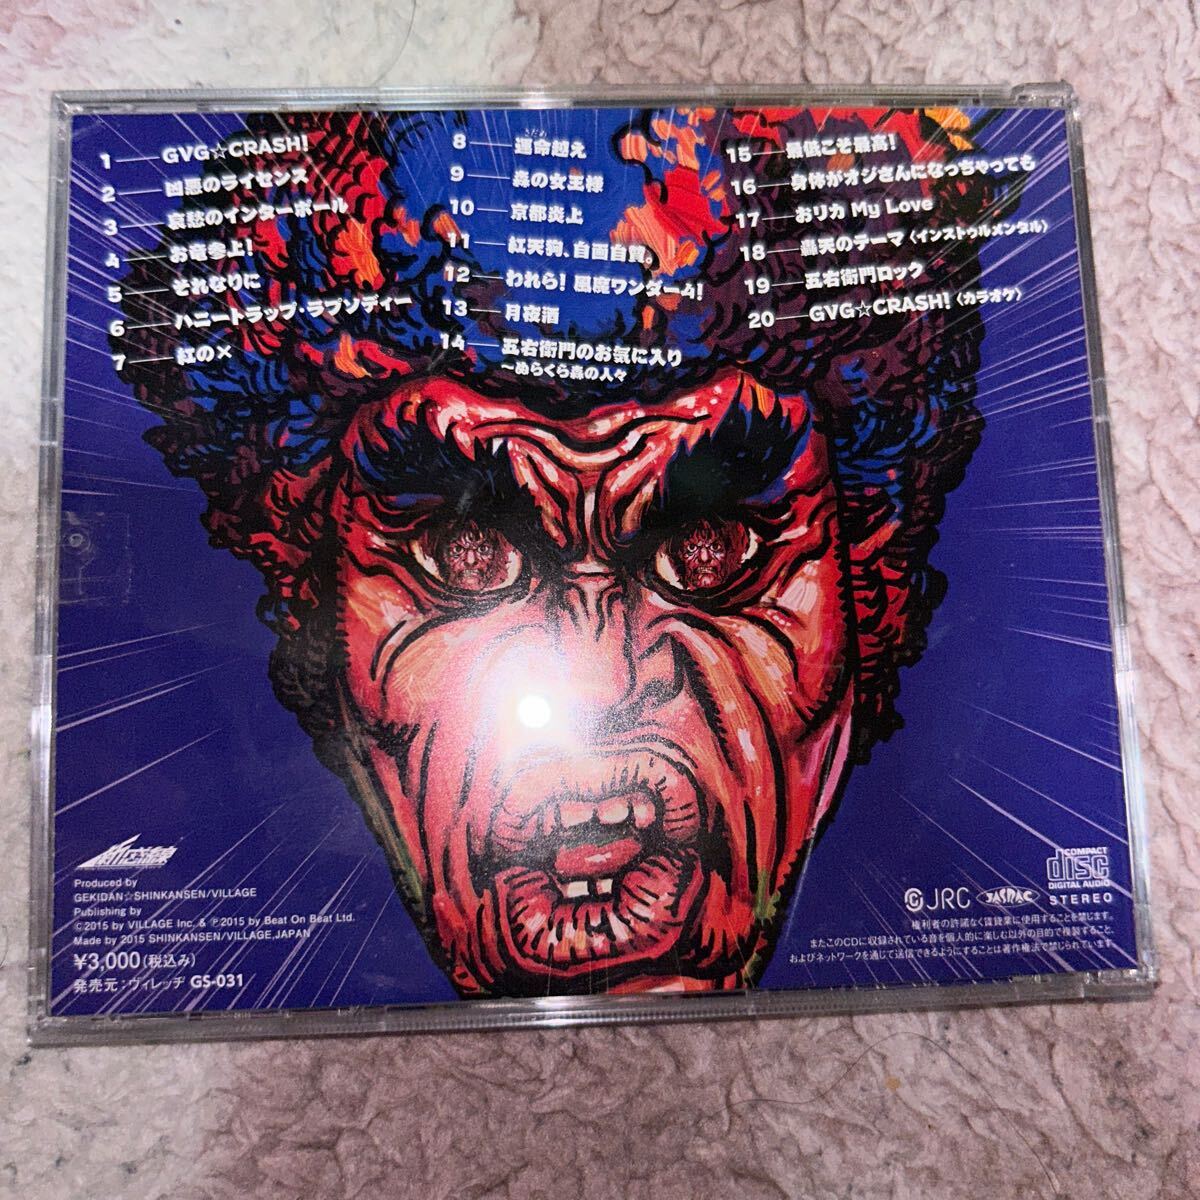 1 GVG☆CRASH!
2 凶悪のライセンス
3 哀愁のインターポール
4 お竜参上!
5 それなりに
6 ハニートラップ・ラプソディー
7 紅の×
さだめ
8 運命越え
9 森の女王様
10 京都炎上
11 紅天狗、自画自賛。
12 われら! 風魔ワンダー4!
13 月夜酒
14 五右衛門のお気に入り
～ぬらくら森の人々
15 最低こそ最高!
16 身体がオジさんになっちゃっても
17 おリカ My Love
18 轟天のテーマ〈インストゥルメンタル〉
19 五右衛門ロック
20 GVG☆CRASH!〈カラオケ〉
新感線
Produced by
GEKIDAN☆SHINKANSEN/VILLAGE
Publishing by
©2015 by VILLAGE Inc. & ℗2015 by Beat On Beat Ltd.
Made by 2015 SHINKANSEN/VILLAGE,JAPAN
¥3,000(税込み)
発売元:ヴィレッヂ GS-031
JRC
JASRAC
COMPACT
disc
DIGITAL AUDIO
STEREO
権利者の許諾なく賃貸業に使用することを禁じます。
またこのCDに収録されている音を個人的に楽しむ以外の目的で複製すること、
およびネットワークを通じて送信できるようにすることは著作権法で禁じられています。